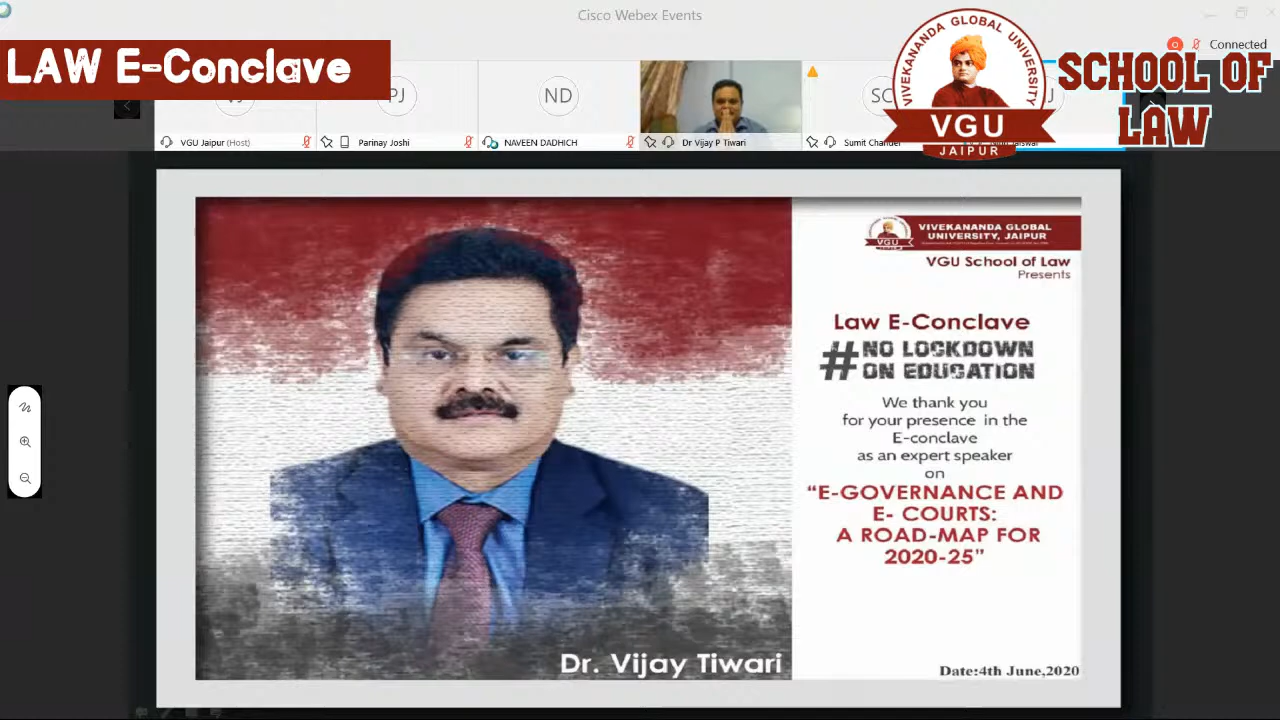 Cisco Webex Events
LAW E-Conclave
VIVEKANANDA GLOBAL UNIVERSITY
VGU
JAIPUR
SCHOOL OF
LAW
Connected
PJ
ND
SC
VGU Jaipur (Host)
Parinay Joshi
NAVEEN DADHICH
Dr Vijay P Tiwari
Sumit Chander
VGU
VIVEKANANDA GLOBAL
UNIVERSITY, JAIPUR
VGU School of Law
Presents
Law E-Conclave
#NO LOCKDOWN
ON EDUCATION
We thank you
for your presence in the
E-conclave
as an expert speaker
on
“E-GOVERNANCE AND
E- COURTS:
A ROAD-MAP FOR
2020-25”
Dr. Vijay Tiwari
Date:4th June,2020